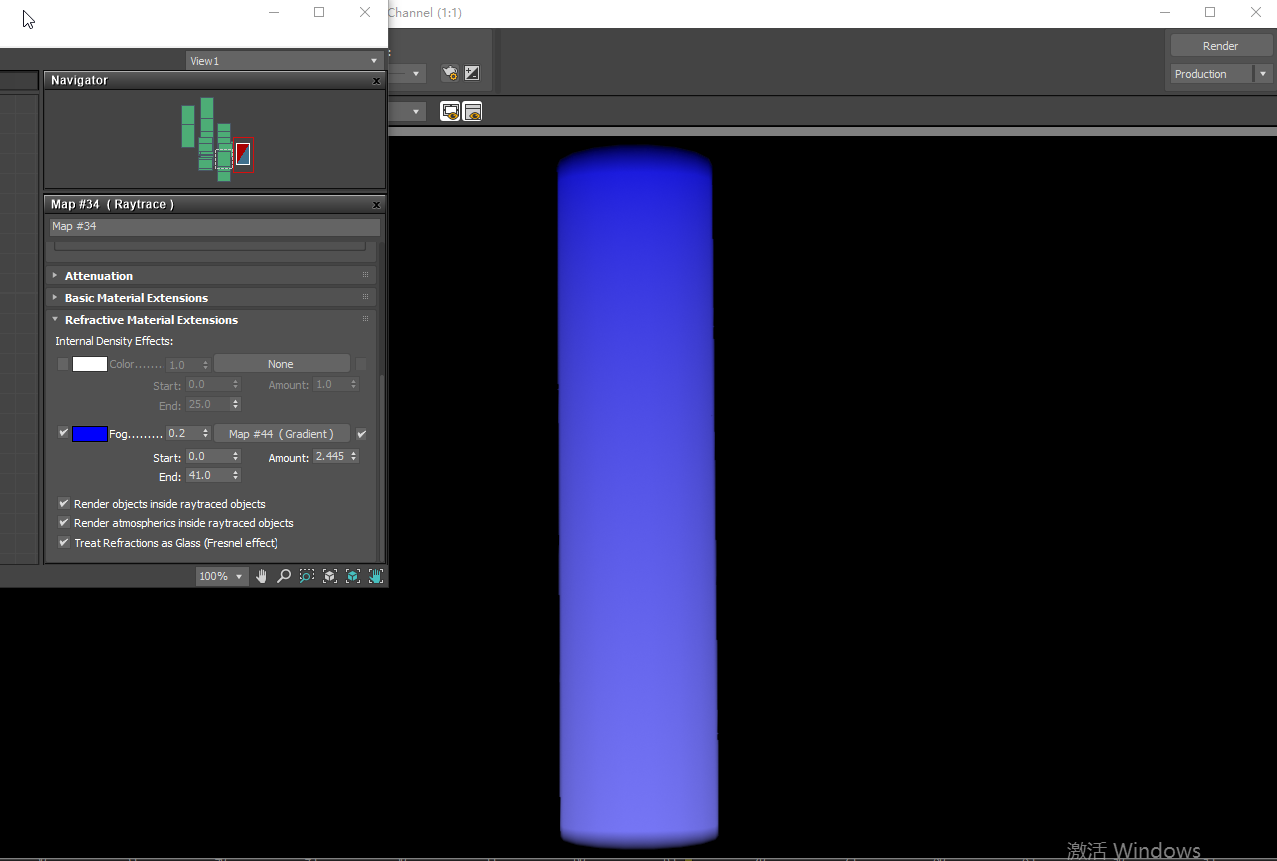 Channel (1:1)
View1
Render
Production
Navigator
Map #34 ( Raytrace )
Map #34
Attenuation
Basic Material Extensions
Refractive Material Extensions
Internal Density Effects:
Color....... 1.0 None
Start: 0.0 Amount: 1.0
End: 25.0
Fog......... 0.2 Map #44 ( Gradient )
Start: 0.0 Amount: 2.445
End: 41.0
Render objects inside raytraced objects
Render atmospherics inside raytraced objects
Treat Refractions as Glass (Fresnel effect)
100%
激活 Windows